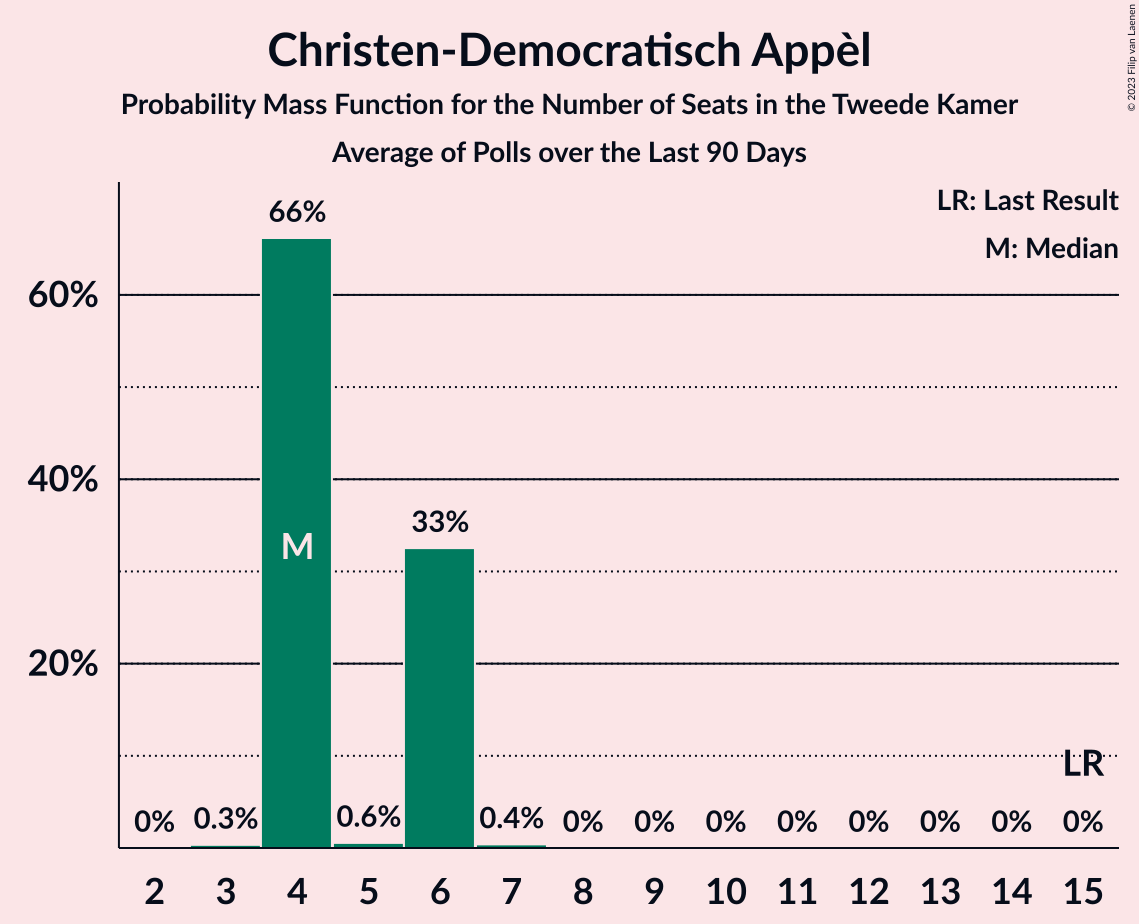 Christen-Democratisch Appèl
Probability Mass Function for the Number of Seats in the Tweede Kamer
Average of Polls over the Last 90 Days
© 2023 Filip van Laenen
LR: Last Result
M: Median
66%
60%
40%
33%
M
20%
LR
0% 0.3% 0.6% 0.4% 0% 0% 0% 0% 0% 0% 0% 0%
2 3 4 5 6 7 8 9 10 11 12 13 14 15